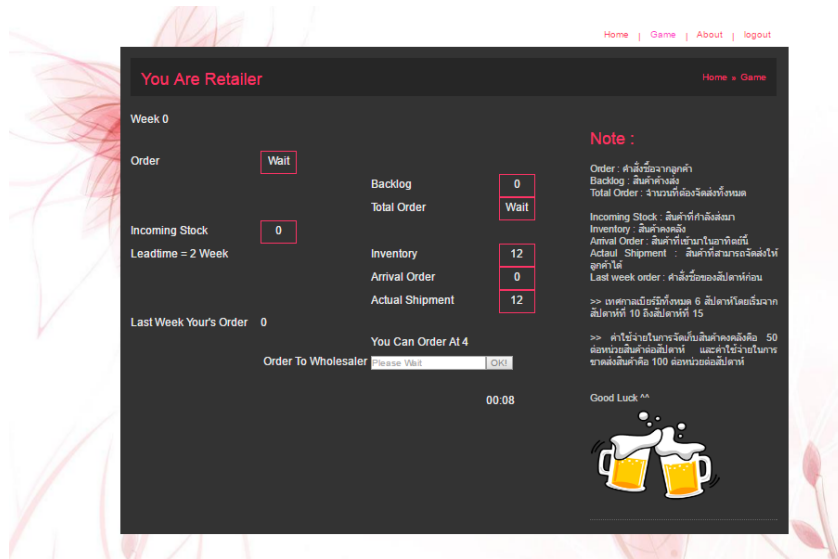 Home | Game | About | logout
You Are Retailer
Home » Game
Week 0
Order Wait
Backlog 0
Total Order Wait
Incoming Stock 0
Leadtime = 2 Week
Inventory 12
Arrival Order 0
Actual Shipment 12
Last Week Your's Order 0
You Can Order At 4
Order To Wholesaler Please Wait OK!
00:08
Note :
Order : คำสั่งซื้อจากลูกค้า
Backlog : สินค้าค้างส่ง
Total Order : จำนวนที่ต้องจัดส่งทั้งหมด
Incoming Stock : สินค้าที่กำลังส่งมา
Inventory : สินค้าคงคลัง
Arrival Order : สินค้าที่เข้ามาในอาทิตย์นี้
Actaul Shipment : สินค้าที่สามารถจัดส่งให้
ลูกค้าได้
Last week order : คำสั่งซื้อของสัปดาห์ก่อน
>> เทศกาลเบียร์มีทั้งหมด 6 สัปดาห์โดยเริ่มจาก
สัปดาห์ที่ 10 ถึงสัปดาห์ที่ 15
>> ค่าใช้จ่ายในการจัดเก็บสินค้าคงคลังคือ 50
ต่อหน่วยสินค้าต่อสัปดาห์ และค่าใช้จ่ายในการ
ขาดส่งสินค้าคือ 100 ต่อหน่วยต่อสัปดาห์
Good Luck ^^